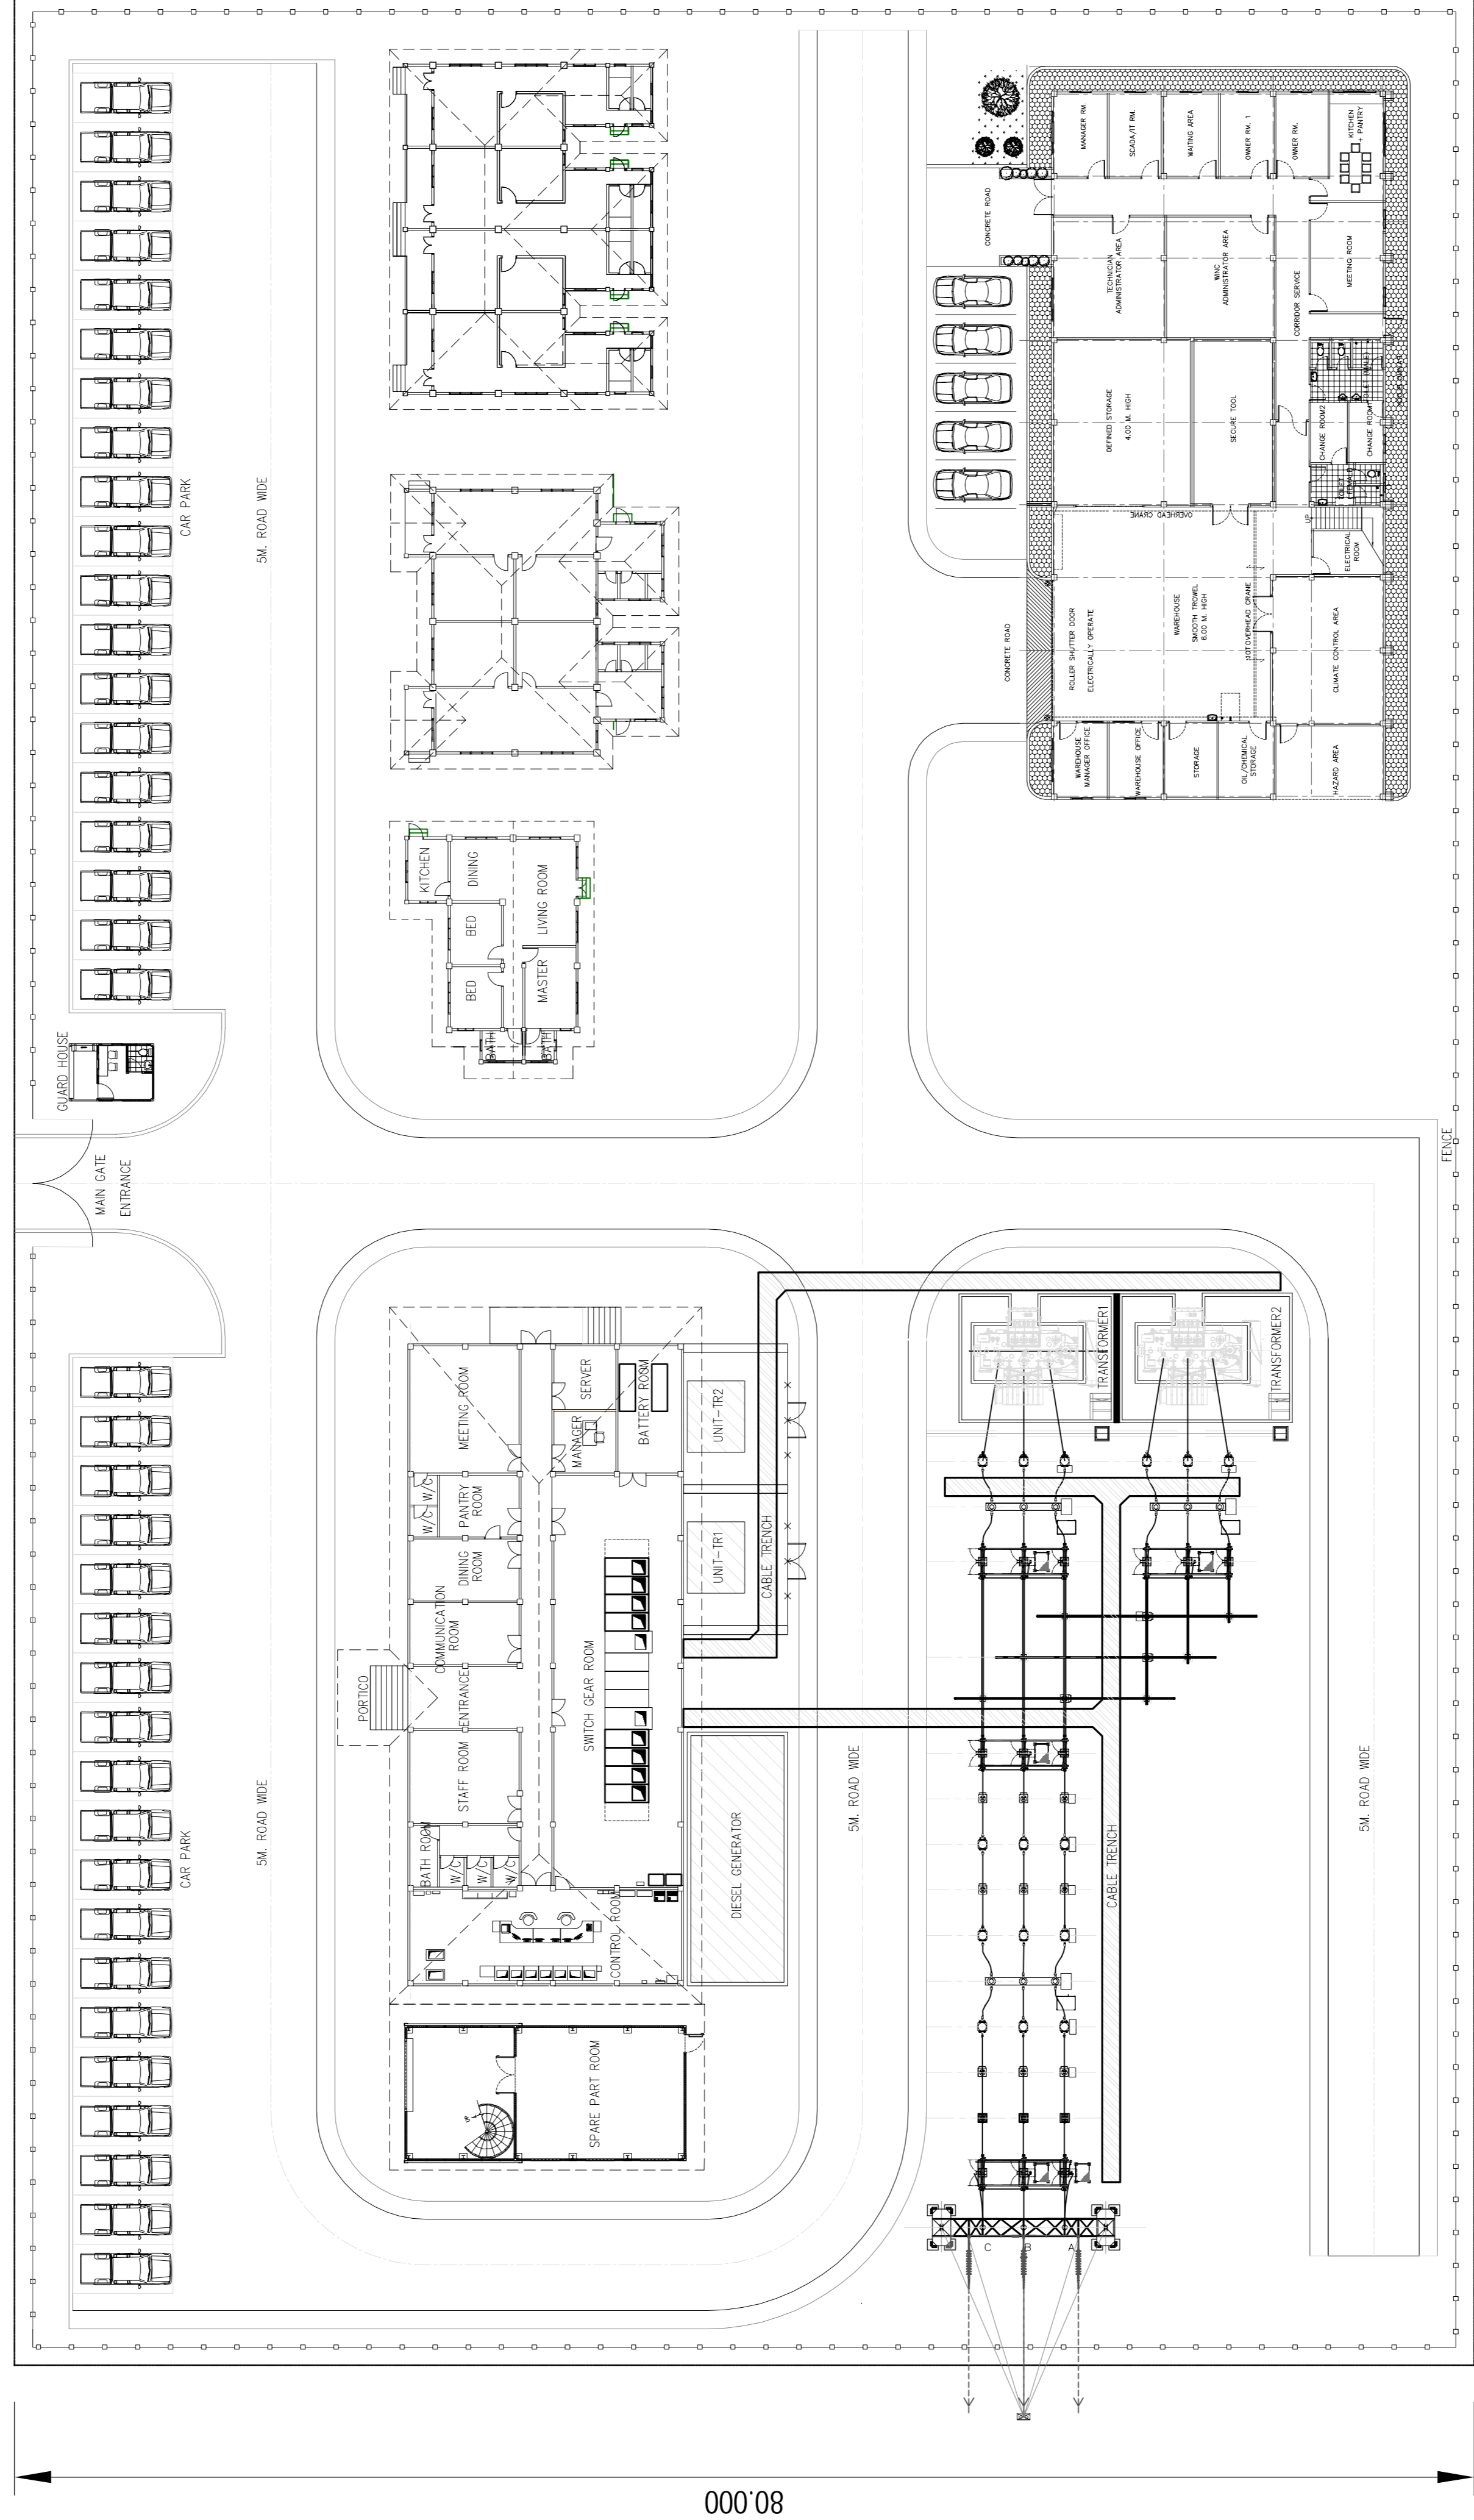 MANAGER RM.
SCADA/IT RM.
WAITING AREA
OWNER RM. 1
OWNER RM.
KITCHEN
+ PANTRY
CONCRETE ROAD
TECHNICIAN
ADMINISTRATOR AREA
WNC
ADMINISTRATOR AREA
CORRIDOR SERVICE
MEETING ROOM
DEFINED STORAGE
4.00 M. HIGH
SECURE TOOL
CHANGE ROOM2
CHANGE ROOM1
CAR PARK
5M. ROAD WIDE
OVERHEAD CRANE
UP
ELECTRICAL
ROOM
CONCRETE ROAD
ROLLER SHUTTER DOOR
ELECTRICALLY OPERATE
WAREHOUSE
SMOOTH TROWEL
6.00 M. HIGH
OVERHEAD CRANE
CLIMATE CONTROL AREA
WAREHOUSE
MANAGER OFFICE
WAREHOUSE OFFICE
STORAGE
OIL/CHEMICAL
STORAGE
HAZARD AREA
KITCHEN
DINING
BED
LIVING ROOM
BED
MASTER
BATH
BATH
GUARD HOUSE
MAIN GATE
ENTRANCE
FENCE
MEETING ROOM
SERVER
MANAGER
BATTERY ROOM
UNIT-TR2
TRANSFORMER1
TRANSFORMER2
W/C
W/C
PANTRY
ROOM
DINING
ROOM
UNIT-TR1
CABLE TRENCH
COMMUNICATION
ROOM
PORTICO
ENTRANCE
SWITCH GEAR ROOM
STAFF ROOM
5M. ROAD WIDE
5M. ROAD WIDE
5M. ROAD WIDE
CAR PARK
BATH ROOM
W/C
W/C
W/C
CONTROL ROOM
DIESEL GENERATOR
CABLE TRENCH
SPARE PART ROOM
C
B
A
80.000